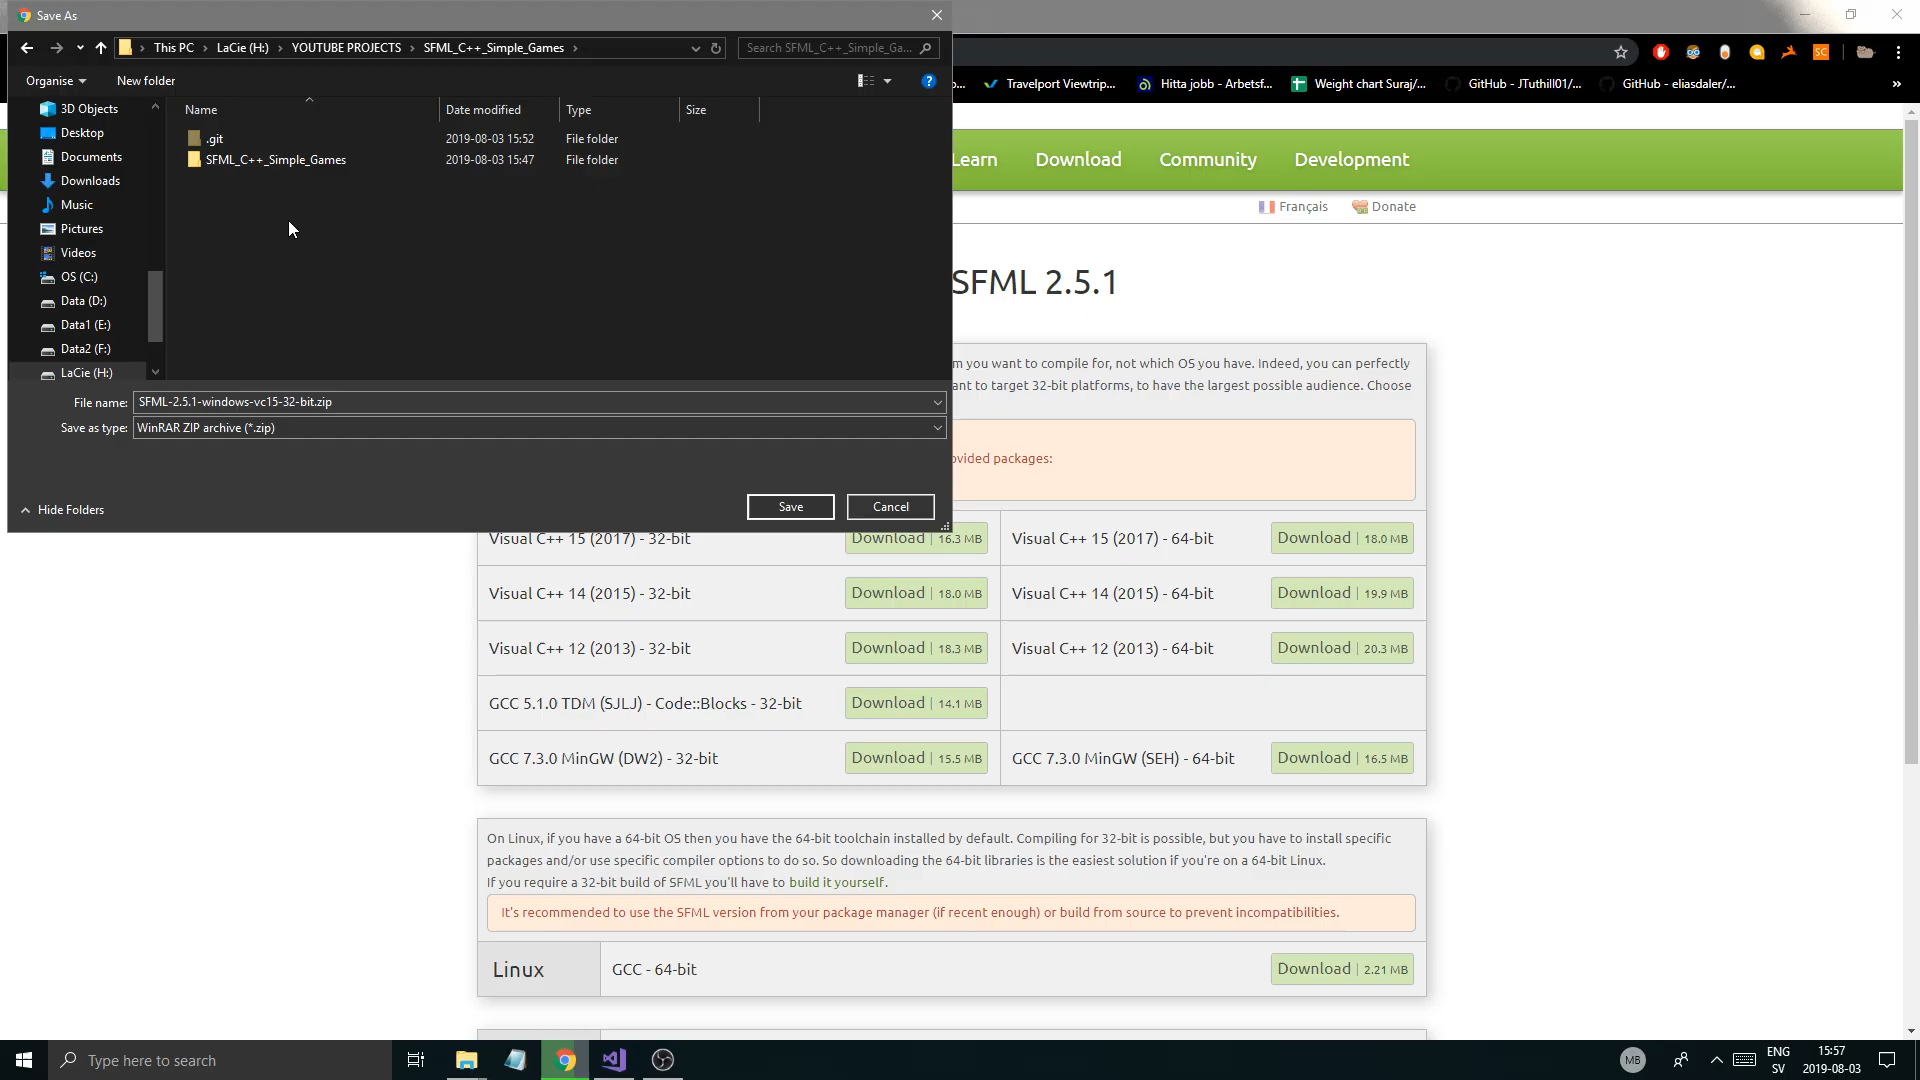 Save As
This PC > LaCie (H:) > YOUTUBE PROJECTS > SFML_C++_Simple_Games >
Search SFML_C++_Simple_Ga...
Organise
New folder
3D Objects
Desktop
Documents
Downloads
Music
Pictures
Videos
OS (C:)
Data (D:)
Data1 (E:)
Data2 (F:)
LaCie (H:)
Name Date modified Type Size
.git 2019-08-03 15:52 File folder
SFML_C++_Simple_Games 2019-08-03 15:47 File folder
File name: SFML-2.5.1-windows-vc15-32-bit.zip
Save as type: WinRAR ZIP archive (*.zip)
Hide Folders
Save
Cancel
SC
Travelport Viewtrip...
Hitta jobb - Arbetsf...
Weight chart Suraj/...
GitHub - JTuthill01/...
GitHub - eliasdaler/...
»
Learn Download Community Development
Français Donate
SFML 2.5.1
m you want to compile for, not which OS you have. Indeed, you can perfectly
ant to target 32-bit platforms, to have the largest possible audience. Choose
ovided packages:
Visual C++ 15 (2017) - 32-bit Download | 16.3 MB Visual C++ 15 (2017) - 64-bit Download | 18.0 MB
Visual C++ 14 (2015) - 32-bit Download | 18.0 MB Visual C++ 14 (2015) - 64-bit Download | 19.9 MB
Visual C++ 12 (2013) - 32-bit Download | 18.3 MB Visual C++ 12 (2013) - 64-bit Download | 20.3 MB
GCC 5.1.0 TDM (SJLJ) - Code::Blocks - 32-bit Download | 14.1 MB
GCC 7.3.0 MinGW (DW2) - 32-bit Download | 15.5 MB GCC 7.3.0 MinGW (SEH) - 64-bit Download | 16.5 MB
On Linux, if you have a 64-bit OS then you have the 64-bit toolchain installed by default. Compiling for 32-bit is possible, but you have to install specific
packages and/or use specific compiler options to do so. So downloading the 64-bit libraries is the easiest solution if you're on a 64-bit Linux.
If you require a 32-bit build of SFML you'll have to build it yourself.
It's recommended to use the SFML version from your package manager (if recent enough) or build from source to prevent incompatibilities.
Linux GCC - 64-bit Download | 2.21 MB
Type here to search
MB
ENG
SV
15:57
2019-08-03